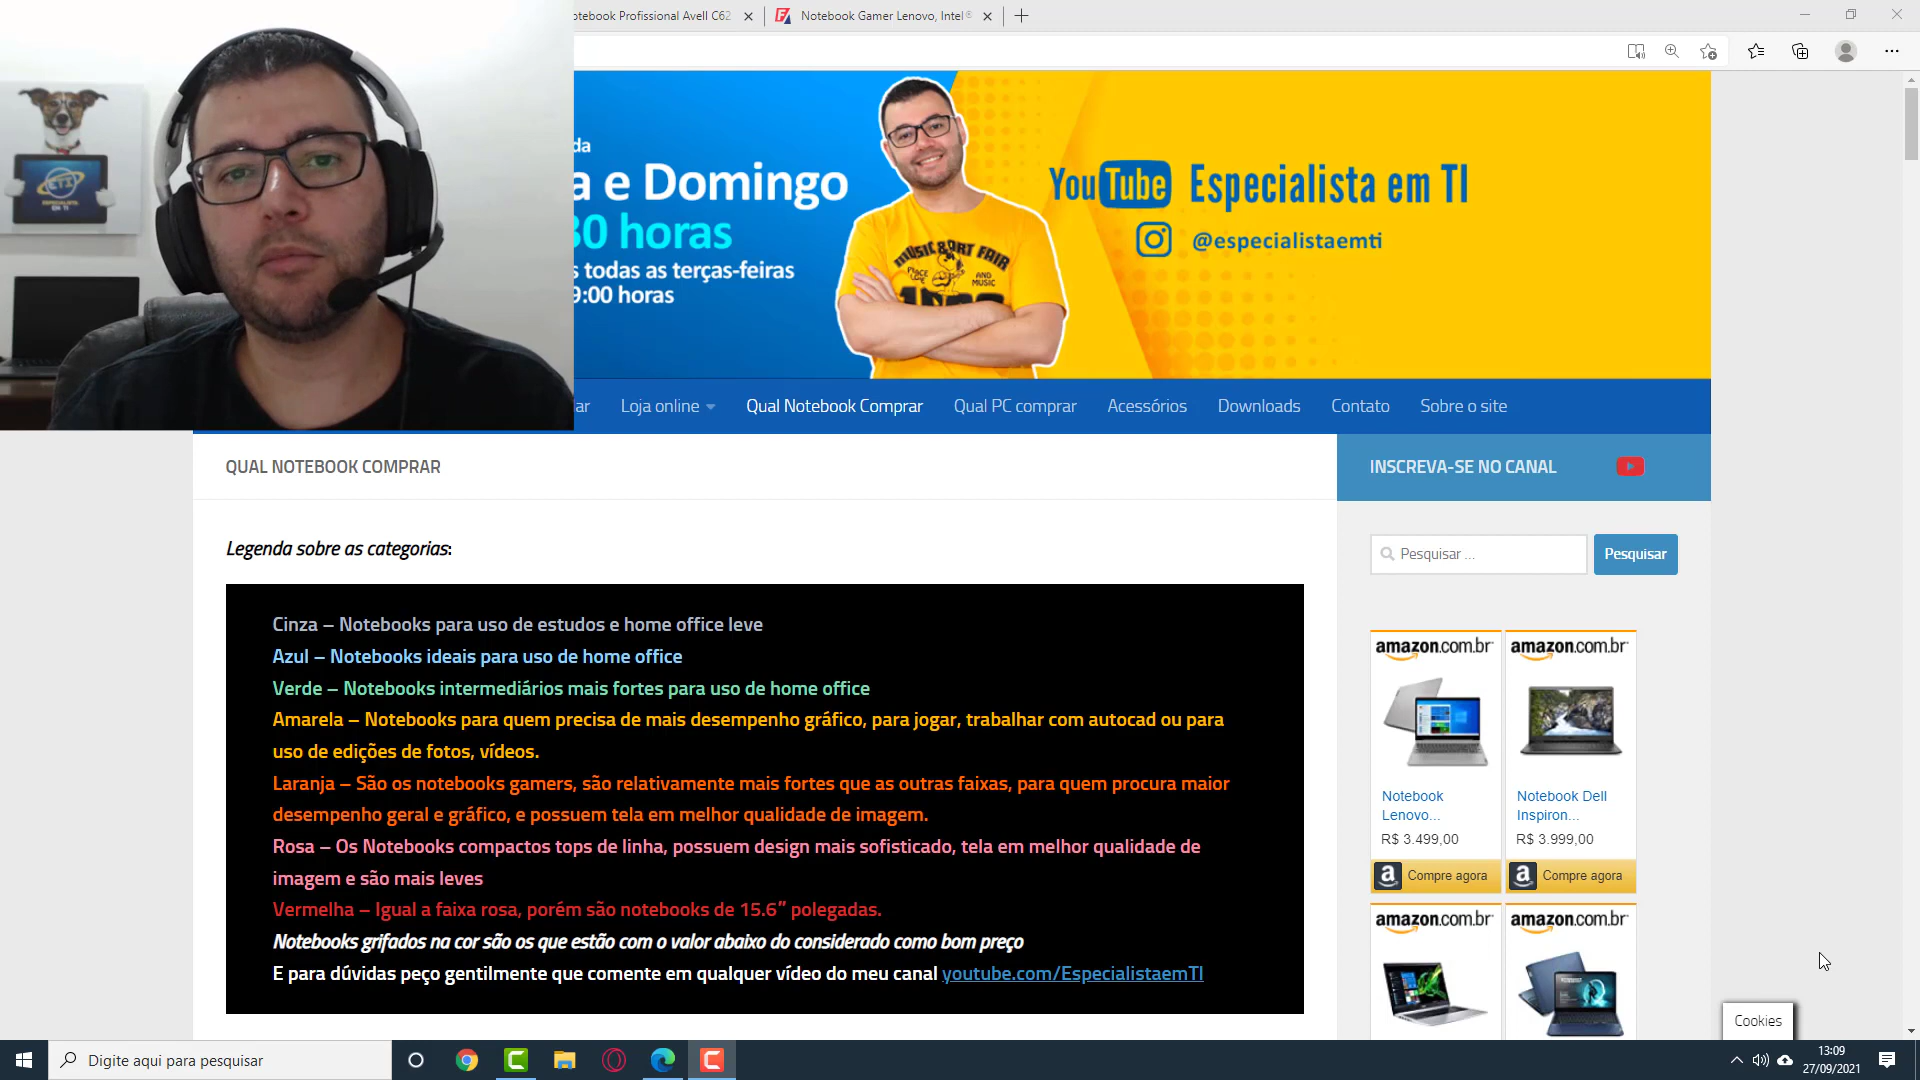 otebook Profissional Avell C62
Notebook Gamer Lenovo, Intel®
da
a e Domingo
30 horas
s todas as terças-feiras
9:00 horas
MUSIC & ART FAIR
PLACE
AND
MUSIC
YouTube Especialista em TI
@especialistaemti
ETI
ESPECIALISTA
EM TI
ar
Loja online
Qual Notebook Comprar
Qual PC comprar
Acessórios
Downloads
Contato
Sobre o site
QUAL NOTEBOOK COMPRAR
INSCREVA-SE NO CANAL
Legenda sobre as categorias:
Pesquisar ...
Pesquisar
Cinza – Notebooks para uso de estudos e home office leve
Azul – Notebooks ideais para uso de home office
Verde – Notebooks intermediários mais fortes para uso de home office
Amarela – Notebooks para quem precisa de mais desempenho gráfico, para jogar, trabalhar com autocad ou para
uso de edições de fotos, vídeos.
Laranja – São os notebooks gamers, são relativamente mais fortes que as outras faixas, para quem procura maior
desempenho geral e gráfico, e possuem tela em melhor qualidade de imagem.
Rosa – Os Notebooks compactos tops de linha, possuem design mais sofisticado, tela em melhor qualidade de
imagem e são mais leves
Vermelha – Igual a faixa rosa, porém são notebooks de 15.6” polegadas.
Notebooks grifados na cor são os que estão com o valor abaixo do considerado como bom preço
E para dúvidas peço gentilmente que comente em qualquer vídeo do meu canal youtube.com/EspecialistaemTI
amazon.com.br
Notebook
Lenovo...
R$ 3.499,00
Compre agora
amazon.com.br
Notebook Dell
Inspiron...
R$ 3.999,00
Compre agora
amazon.com.br
amazon.com.br
Cookies
Digite aqui para pesquisar
13:09
27/09/2021